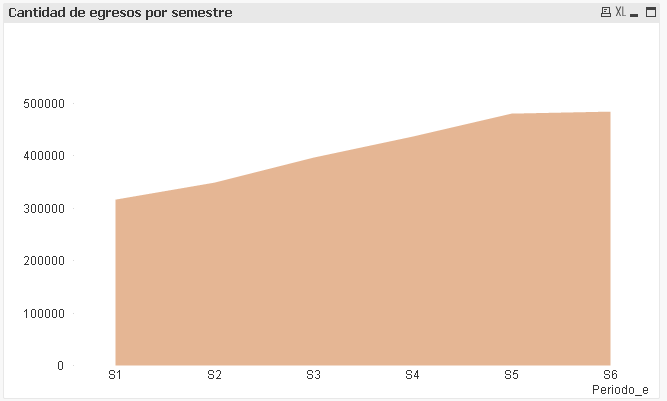 Cantidad de egresos por semestre
XL
500000
400000
300000
200000
100000
0
S1 S2 S3 S4 S5 S6
Periodo_e